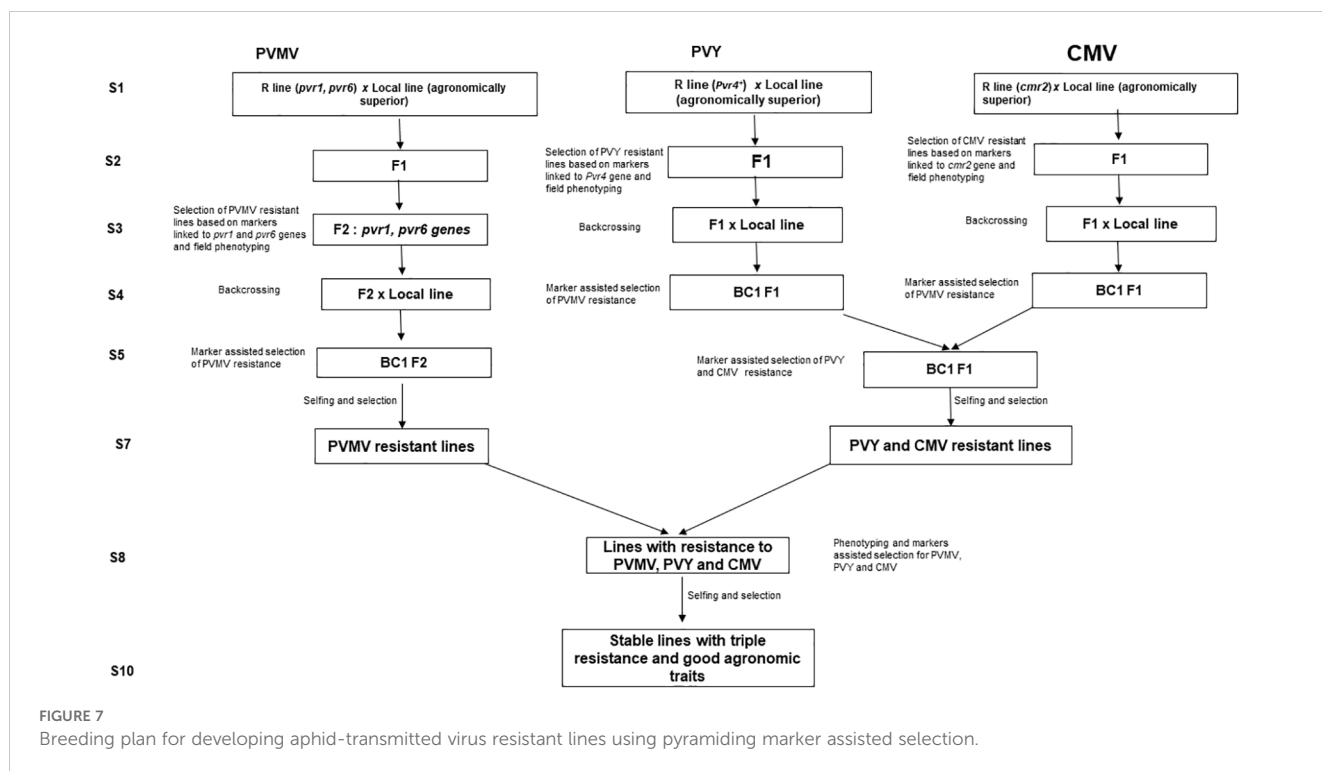 PVMV
PVY
CMV
S1
R line (pvr1, pvr6) x Local line (agronomically
superior)
R line (Pvr4+) x Local line
(agronomically superior)
R line (cmr2) x Local line (agronomically
superior)
S2
F1
Selection of PVY resistant
lines based on markers
linked to Pvr4 gene and
field phenotyping
F1
Selection of CMV resistant
lines based on markers
linked to cmr2 gene and
field phenotyping
F1
S3
Selection of PVMV resistant
lines based on markers
linked to pvr1 and pvr6 genes
and field phenotyping
F2 : pvr1, pvr6 genes
Backcrossing
F1 x Local line
Backcrossing
F1 x Local line
S4
Backcrossing
F2 x Local line
Marker assisted selection
of PVMV resistance
BC1 F1
Marker assisted selection
of PVMV resistance
BC1 F1
S5
Marker assisted selection
of PVMV resistance
BC1 F2
Marker assisted selection of PVY
and CMV resistance
BC1 F1
Selfing and selection
Selfing and selection
S7
PVMV resistant lines
PVY and CMV resistant lines
S8
Lines with resistance to
PVMV, PVY and CMV
Phenotyping and markers
assisted selection for PVMV,
PVY and CMV
Selfing and selection
S10
Stable lines with triple
resistance and good agronomic
traits
FIGURE 7
Breeding plan for developing aphid-transmitted virus resistant lines using pyramiding marker assisted selection.